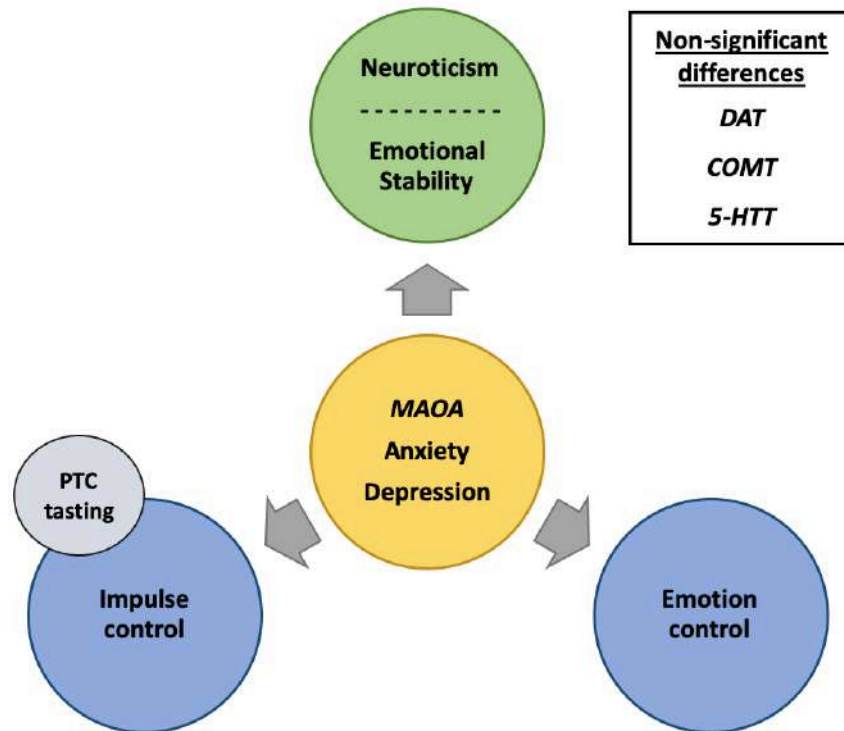 Neuroticism
Emotional
Stability
Non-significant
differences
DAT
COMT
5-HTT
MAOA
Anxiety
Depression
PTC
tasting
Impulse
control
Emotion
control